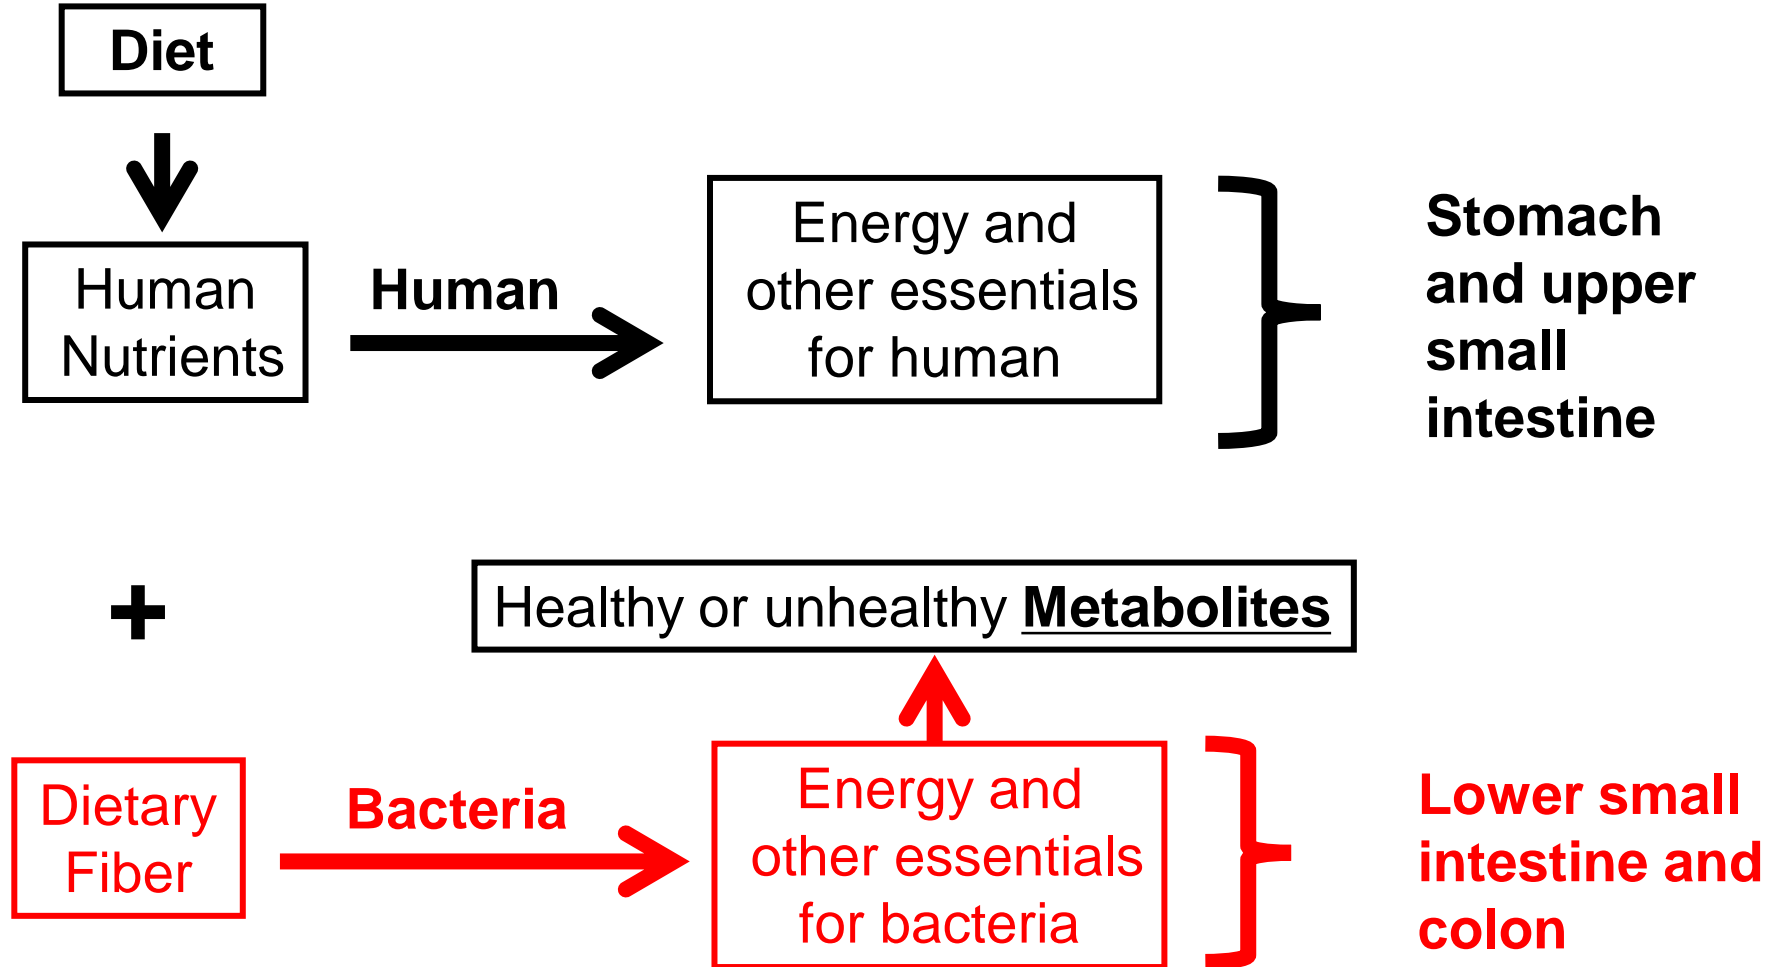 Diet
Human
Nutrients
Human
Energy and
other essentials
for human
Stomach
and upper
small
intestine
+
Healthy or unhealthy Metabolites
Dietary
Fiber
Bacteria
Energy and
other essentials
for bacteria
Lower small
intestine and
colon